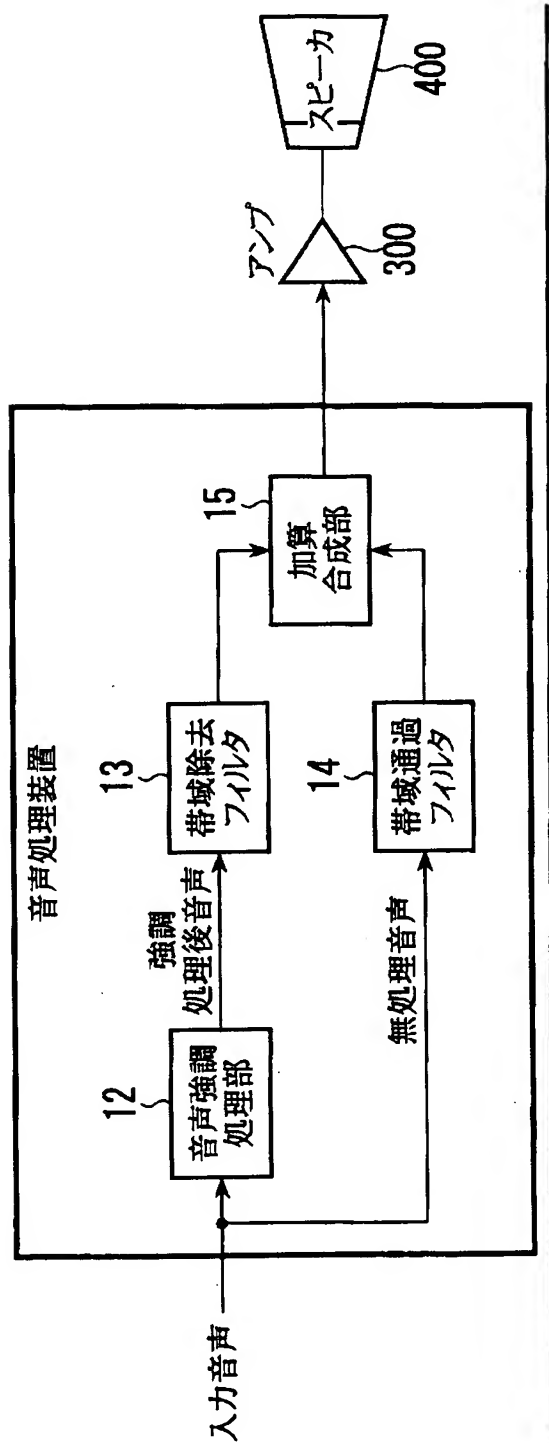 音声処理装置
入力音声
12
音声強調
処理部
強調
処理後音声
13
帯域除去
フィルタ
無処理音声
14
帯域通過
フィルタ
15
加算
合成部
アンプ
300
スピーカ
400